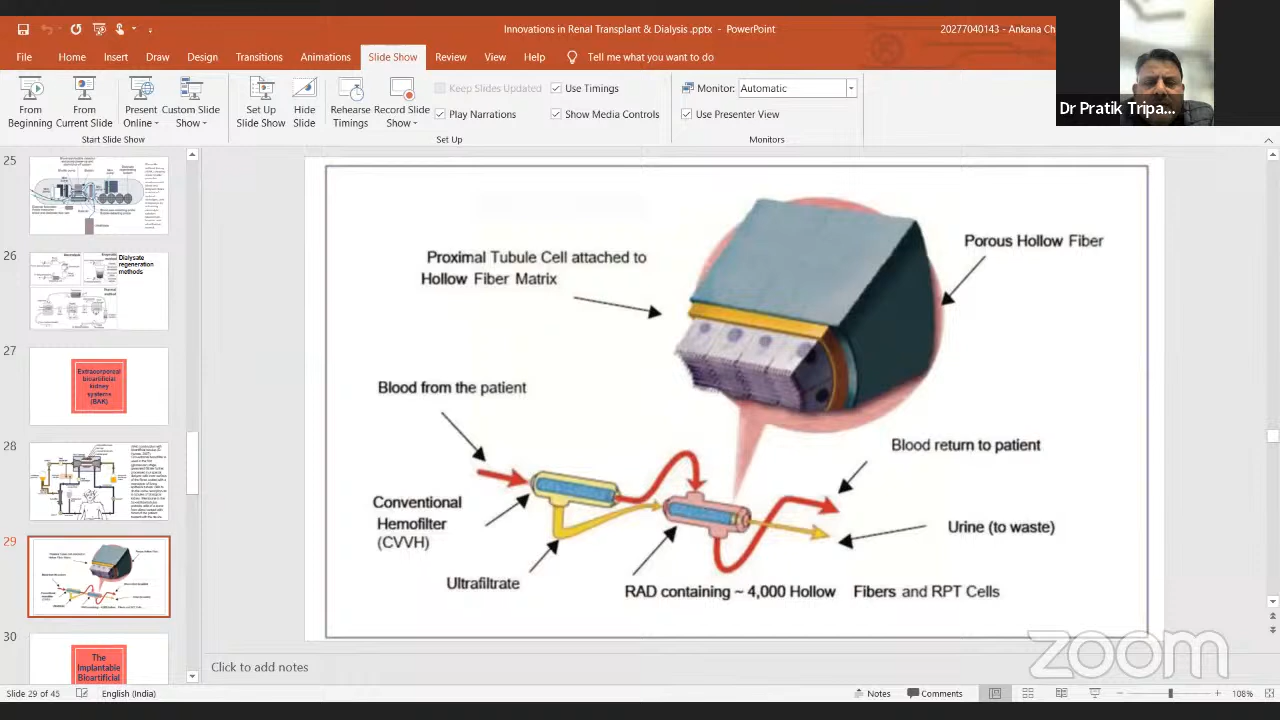 Innovations in Renal Transplant & Dialysis .pptx - PowerPoint
20277040143 - Ankana Ch
File Home Insert Draw Design Transitions Animations Slide Show Review View Help Tell me what you want to do
From Beginning
From Current Slide
Present Online
Custom Slide Show
Start Slide Show
Set Up Slide Show
Hide Slide
Rehearse Timings
Record Slide Show
Keep Slides Updated
Play Narrations
Use Timings
Show Media Controls
Set Up
Monitor: Automatic
Use Presenter View
Monitors
Dr Pratik Tripa...
25
26
Dialysate
regeneration
methods
27
Extracorporeal
bioartificial
kidney
systems
(BAK)
28
29
30
The
Implantable
Bioartificial
Proximal Tubule Cell attached to
Hollow Fiber Matrix
Porous Hollow Fiber
Blood from the patient
Blood return to patient
Conventional
Hemofilter
(CVVH)
Urine (to waste)
Ultrafiltrate
RAD containing ~ 4,000 Hollow Fibers and RPT Cells
zoom
Click to add notes
Slide 29 of 45 English (India) Notes Comments 108%